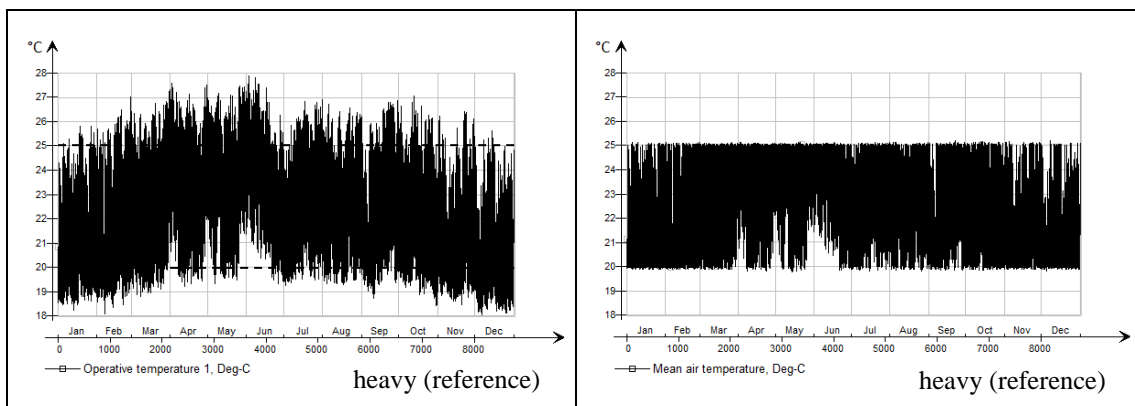 °C
28
27
26
25
24
23
22
21
20
19
18
Jan Feb Mar Apr May Jun Jul Aug Sep Oct Nov Dec
0 1000 2000 3000 4000 5000 6000 7000 8000
Operative temperature 1, Deg-C
heavy (reference)
°C
28
27
26
25
24
23
22
21
20
19
18
Jan Feb Mar Apr May Jun Jul Aug Sep Oct Nov Dec
0 1000 2000 3000 4000 5000 6000 7000 8000
Mean air temperature, Deg-C
heavy (reference)